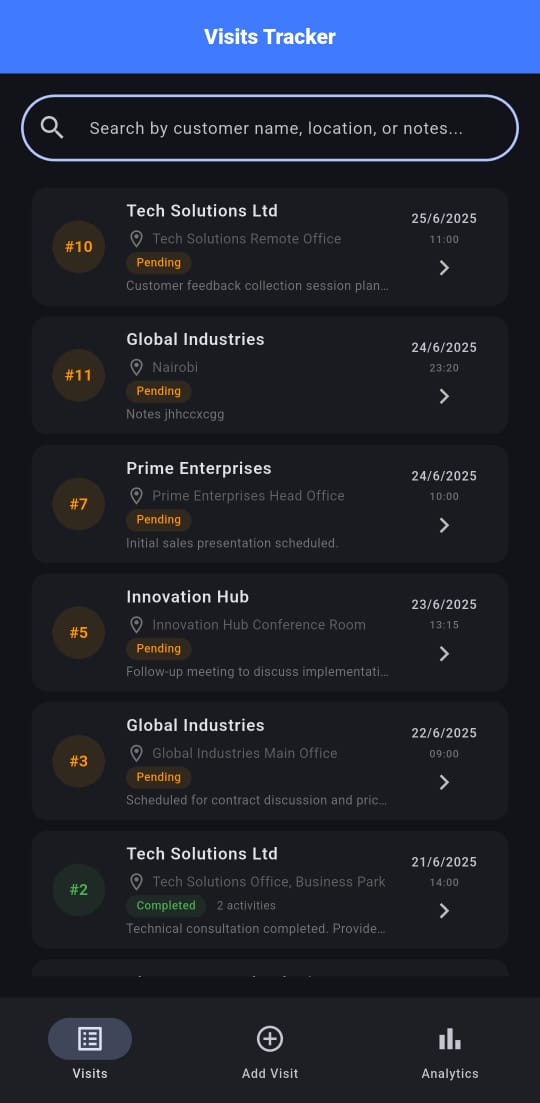 Visits Tracker
Search by customer name, location, or notes...
#10
Tech Solutions Ltd
Tech Solutions Remote Office
Pending
Customer feedback collection session plan...
25/6/2025
11:00
#11
Global Industries
Nairobi
Pending
Notes jhhccxcgg
24/6/2025
23:20
#7
Prime Enterprises
Prime Enterprises Head Office
Pending
Initial sales presentation scheduled.
24/6/2025
10:00
#5
Innovation Hub
Innovation Hub Conference Room
Pending
Follow-up meeting to discuss implementati...
23/6/2025
13:15
#3
Global Industries
Global Industries Main Office
Pending
Scheduled for contract discussion and pric...
22/6/2025
09:00
#2
Tech Solutions Ltd
Tech Solutions Office, Business Park
Completed 2 activities
Technical consultation completed. Provide...
21/6/2025
14:00
Visits
Add Visit
Analytics